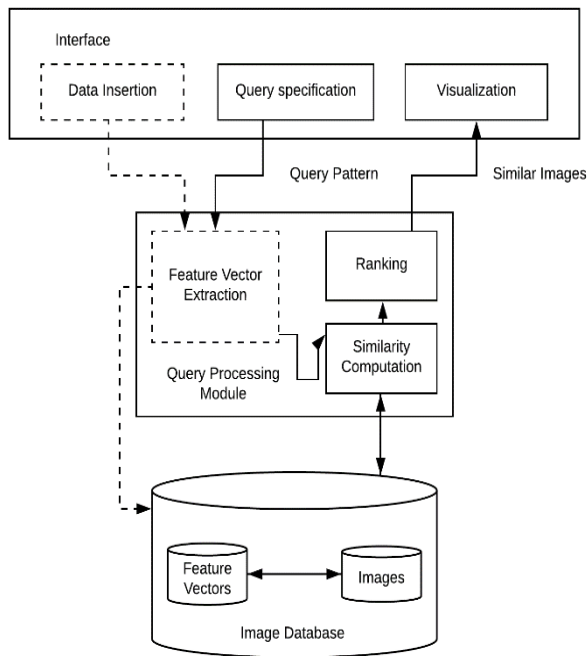 Interface
Data Insertion
Query specification
Visualization
Query Pattern
Similar Images
Feature Vector
Extraction
Ranking
Similarity
Computation
Query Processing
Module
Feature
Vectors
Images
Image Database